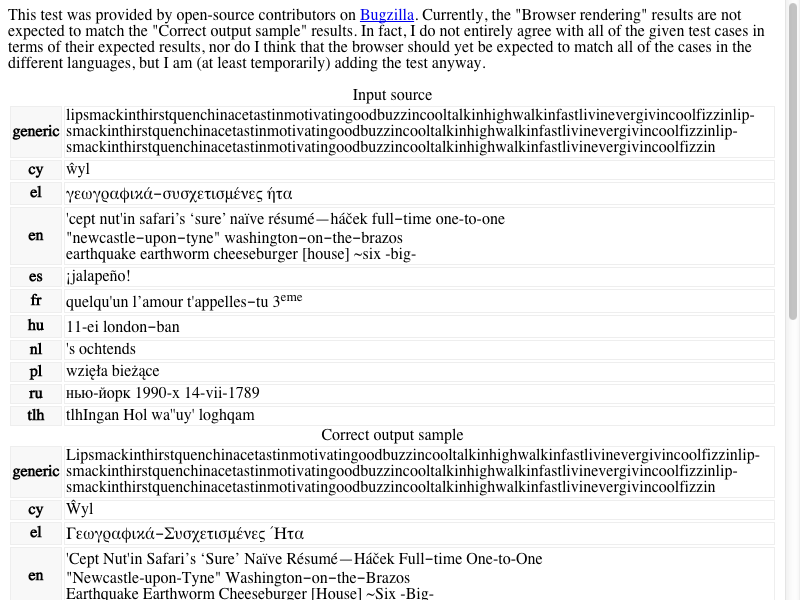 This test was provided by open-source contributors on Bugzilla. Currently, the "Browser rendering" results are not
expected to match the "Correct output sample" results. In fact, I do not entirely agree with all of the given test cases in
terms of their expected results, nor do I think that the browser should yet be expected to match all of the cases in the
different languages, but I am (at least temporarily) adding the test anyway.
Input source
generic lipsmackinthirstquenchinacetastinmotivatingoodbuzzincooltalkinhighwalkinfastlivinevergivincoolfizzinlip-
smackinthirstquenchinacetastinmotivatingoodbuzzincooltalkinhighwalkinfastlivinevergivincoolfizzinlip-
smackinthirstquenchinacetastinmotivatingoodbuzzincooltalkinhighwalkinfastlivinevergivincoolfizzin
cy ŵyl
el γεωγραφικά−συσχετισμένες ήτα
en 'cept nut'in safari’s ‘sure’ naïve résumé—háček full−time one-to-one
"newcastle−upon−tyne" washington−on−the−brazos
earthquake earthworm cheeseburger [house] ~six -big-
es ¡jalapeño!
fr quelqu'un l’amour t'appelles−tu 3eme
hu 11-ei london−ban
nl 's ochtends
pl wzięła bieżące
ru нью-йорк 1990-x 14-vii-1789
tlh tlhIngan Hol wa''uy' loghqam
Correct output sample
generic Lipsmackinthirstquenchinacetastinmotivatingoodbuzzincooltalkinhighwalkinfastlivinevergivincoolfizzinlip-
smackinthirstquenchinacetastinmotivatingoodbuzzincooltalkinhighwalkinfastlivinevergivincoolfizzinlip-
smackinthirstquenchinacetastinmotivatingoodbuzzincooltalkinhighwalkinfastlivinevergivincoolfizzin
cy Ŵyl
el Γεωγραφικά−Συσχετισμένες Ήτα
en 'Cept Nut'in Safari’s ‘Sure’ Naïve Résumé—Háček Full−time One-to-One
"Newcastle-upon-Tyne" Washington−on−the−Brazos
Earthquake Earthworm Cheeseburger [House] ~Six -Big-